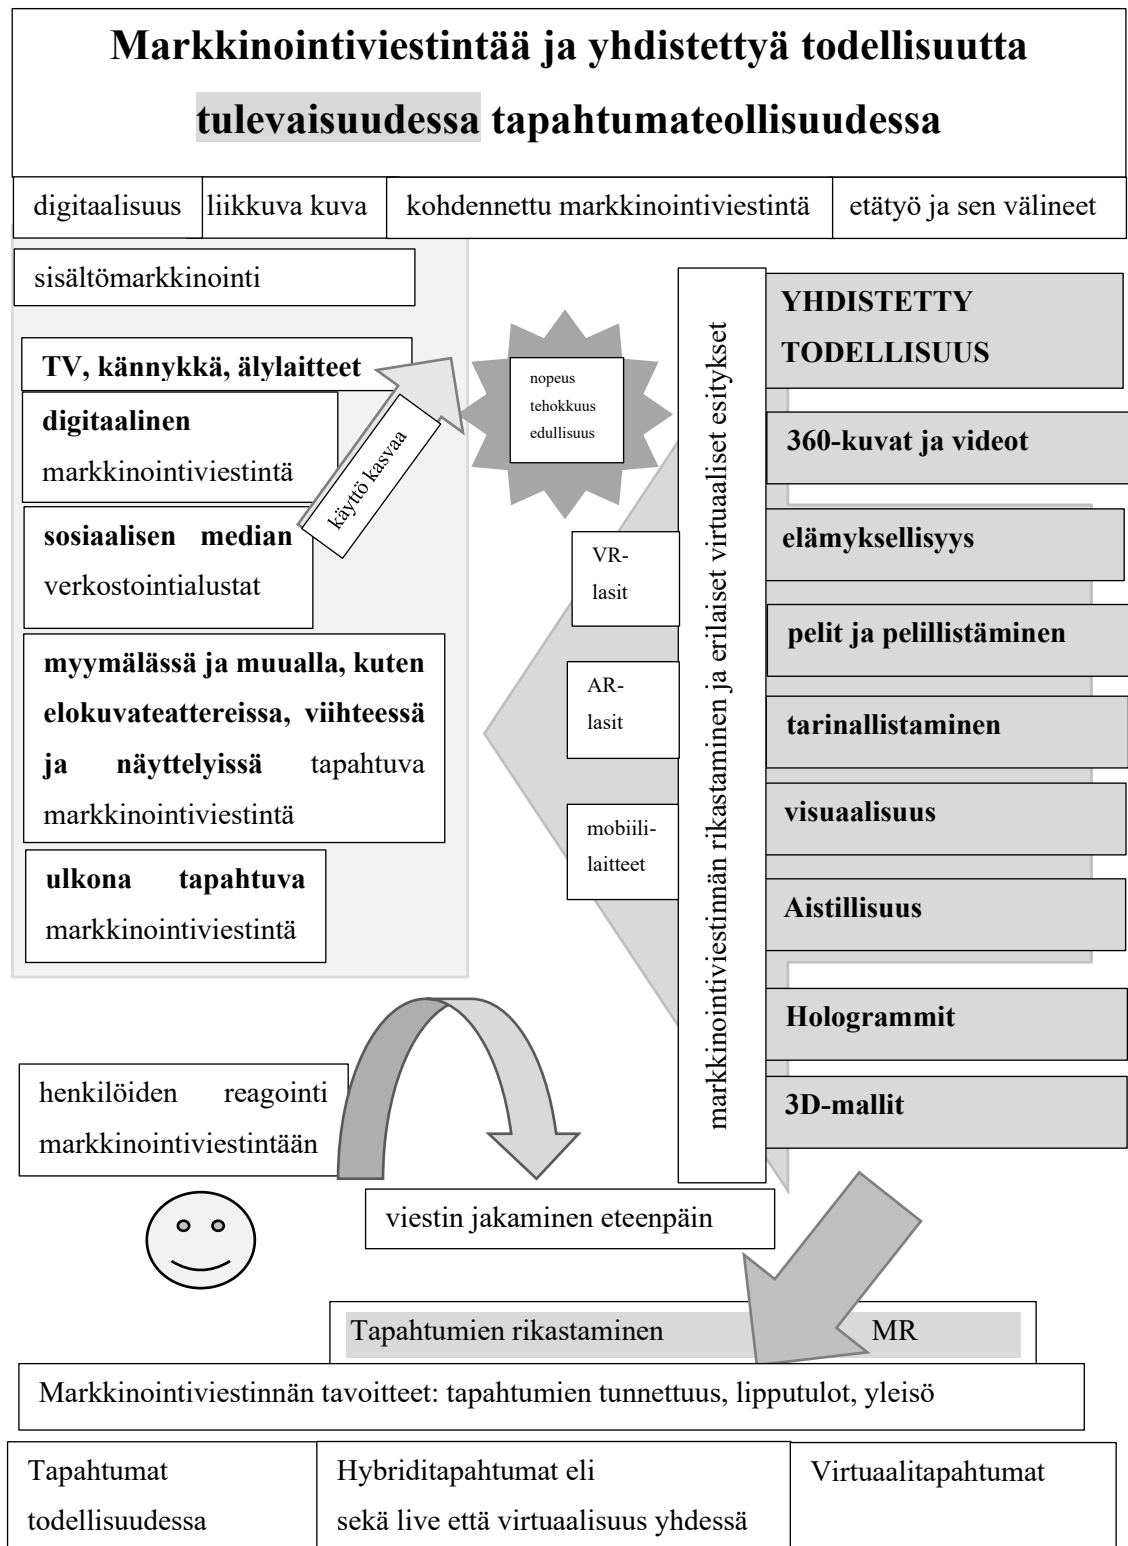 Markkinointiviestintää ja yhdistettyä todellisuutta
tulevaisuudessa tapahtumateollisuudessa
digitaalisuus
liikkuva kuva
kohdennettu markkinointiviestintä
etätyö ja sen välineet
sisältömarkkinointi
TV, kännykkä, älylaitteet
digitaalinen
markkinointiviestintä
käyttö kasvaa
sosiaalisen median
verkostointialustat
myymälässä ja muualla, kuten
elokuvateattereissa, viihteessä
ja näyttelyissä tapahtuva
markkinointiviestintä
ulkona tapahtuva
markkinointiviestintä
nopeus
tehokkuus
edullisuus
VR-
lasit
AR-
lasit
mobiili-
laitteet
markkinointiviestinnän rikastaminen ja erilaiset virtuaaliset esitykset
YHDISTETTY
TODELLISUUS
360-kuvat ja videot
elämyksellisyys
pelit ja pelillistäminen
tarinallistaminen
visuaalisuus
Aistillisuus
Hologrammit
3D-mallit
henkilöiden reagointi
markkinointiviestintään
viestin jakaminen eteenpäin
Tapahtumien rikastaminen MR
Markkinointiviestinnän tavoitteet: tapahtumien tunnettuus, lipputulot, yleisö
Tapahtumat
todellisuudessa
Hybriditapahtumat eli
sekä live että virtuaalisuus yhdessä
Virtuaalitapahtumat